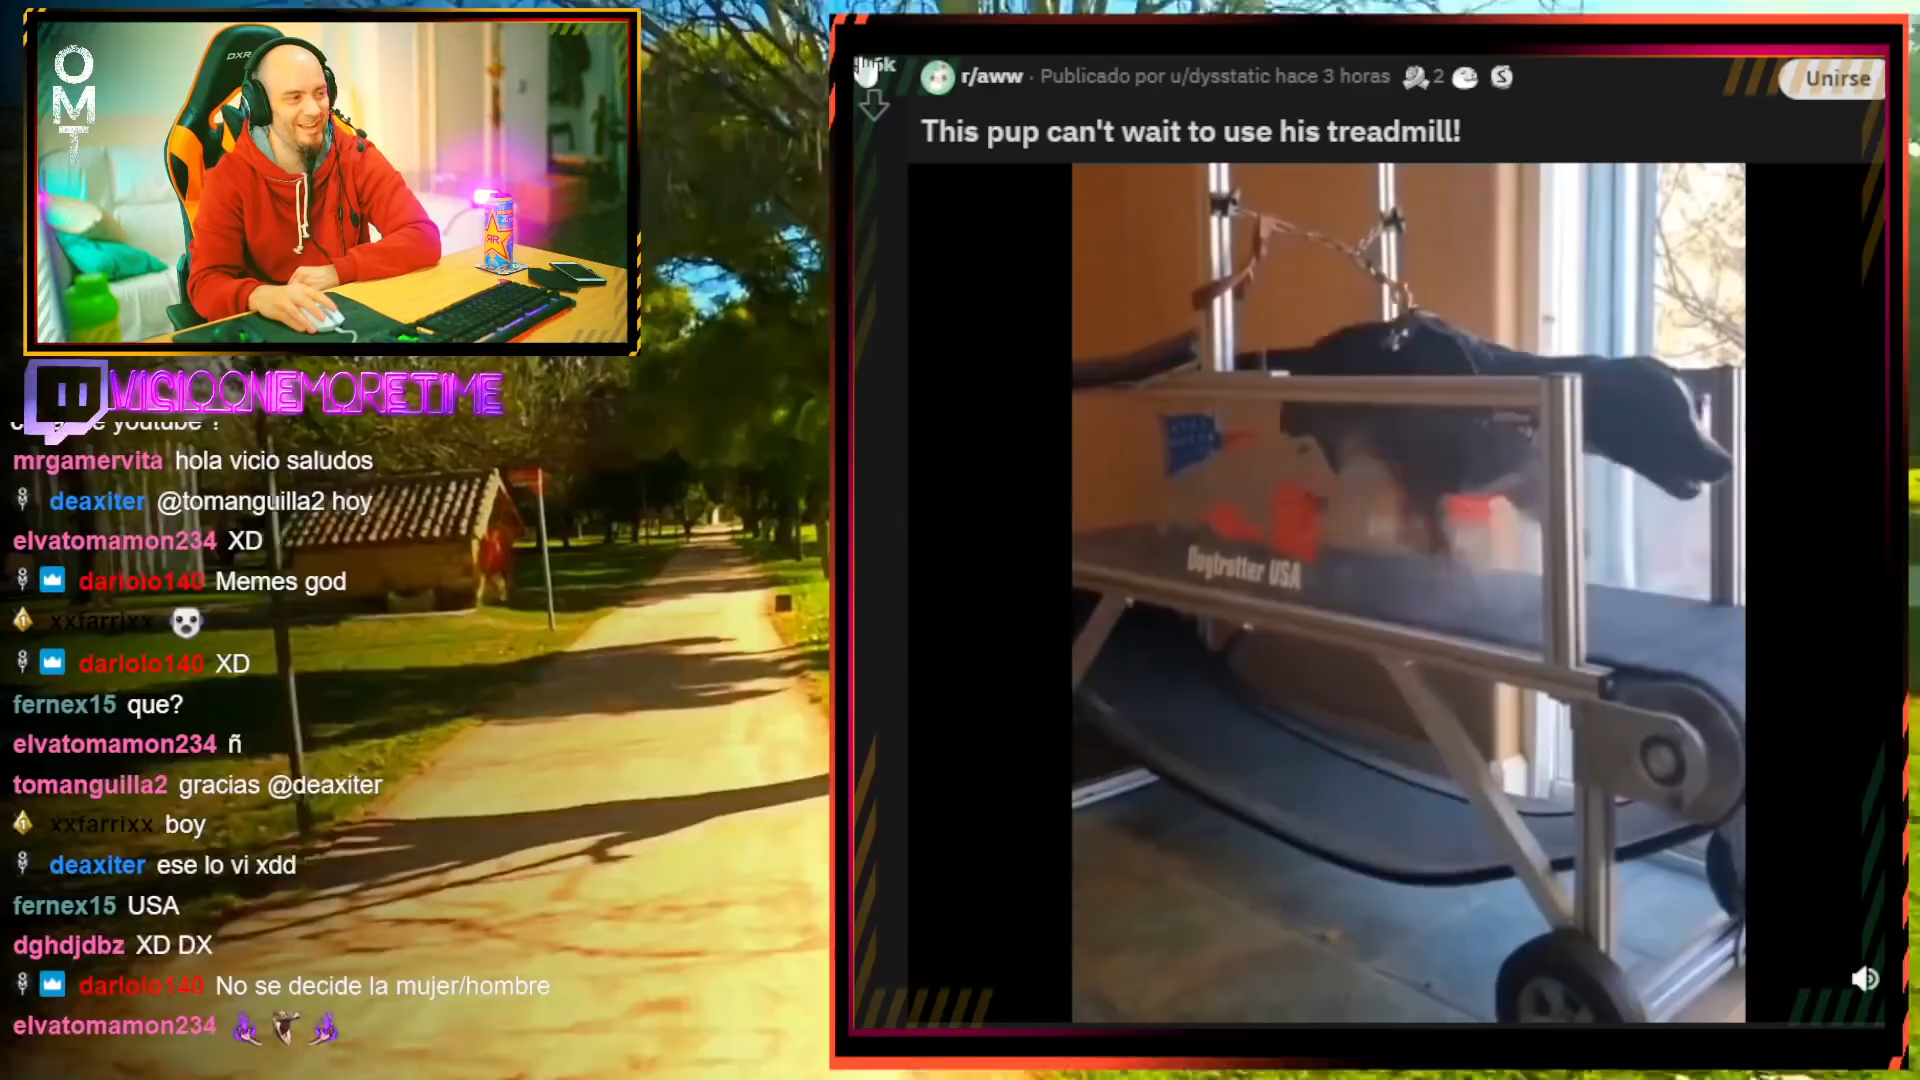 OMT
DXR
VICIOONEMORETIME
mrgamervita hola vicio saludos
deaxiter @tomanguilla2 hoy
elvatomamon234 XD
dariolo140 Memes god
xxfarrixx
dariolo140 XD
fernex15 que?
elvatomamon234 ñ
tomanguilla2 gracias @deaxiter
xxfarrixx boy
deaxiter ese lo vi xdd
fernex15 USA
dghdjdbz XD DX
dariolo140 No se decide la mujer/hombre
elvatomamon234
r/aww · Publicado por u/dysstatic hace 3 horas 2
Unirse
This pup can't wait to use his treadmill!
Dogtrotter USA